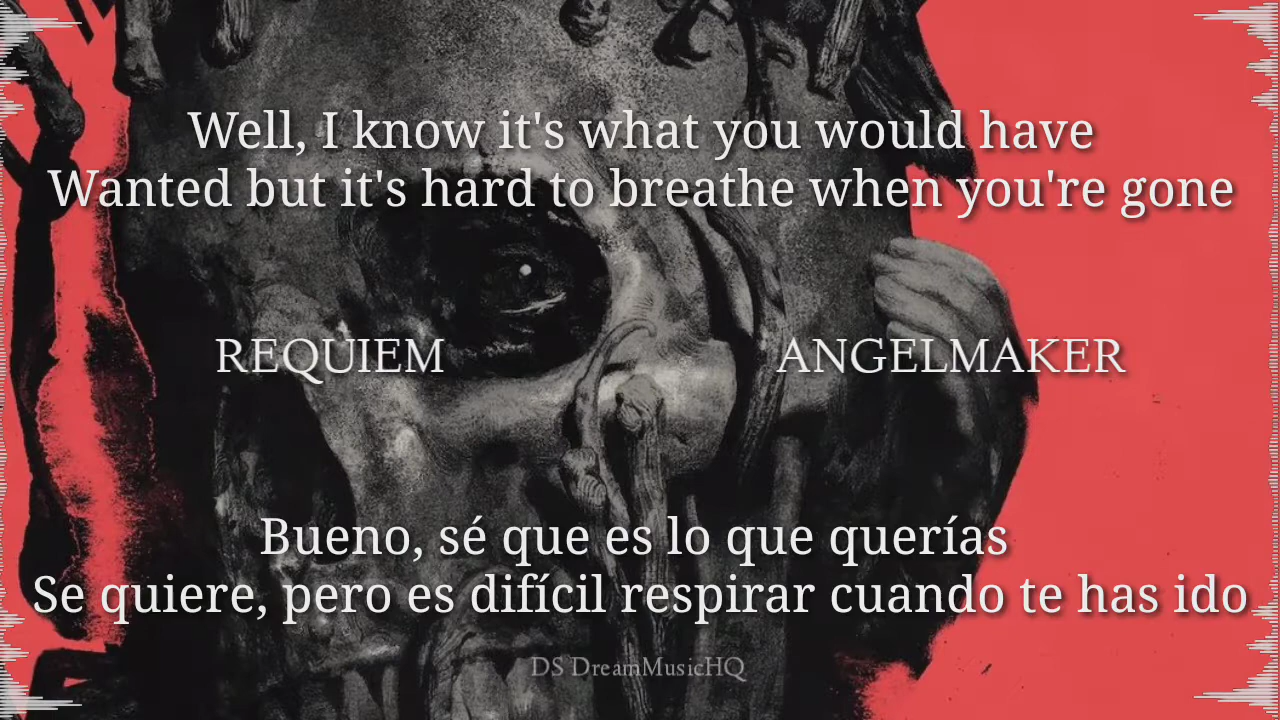 Well, I know it's what you would have
Wanted but it's hard to breathe when you're gone
REQUIEM
ANGELMAKER
Bueno, sé que es lo que querías
Se quiere, pero es difícil respirar cuando te has ido
DS DreamMusicHQ